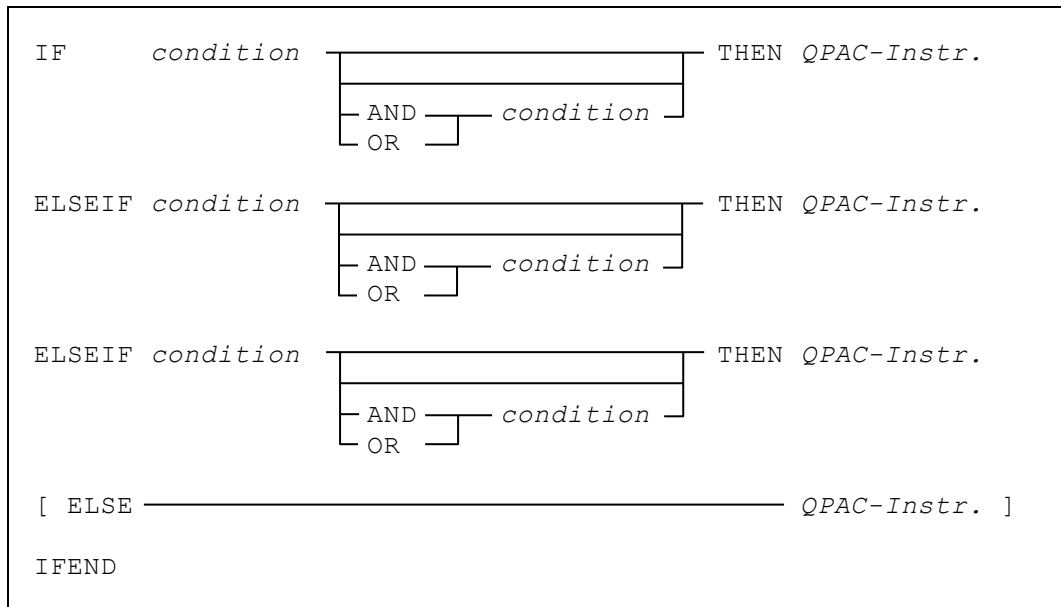 IF condition THEN QPAC-Instr.
AND condition
OR
ELSEIF condition THEN QPAC-Instr.
AND condition
OR
ELSEIF condition THEN QPAC-Instr.
AND condition
OR
[ ELSE QPAC-Instr. ]
IFEND